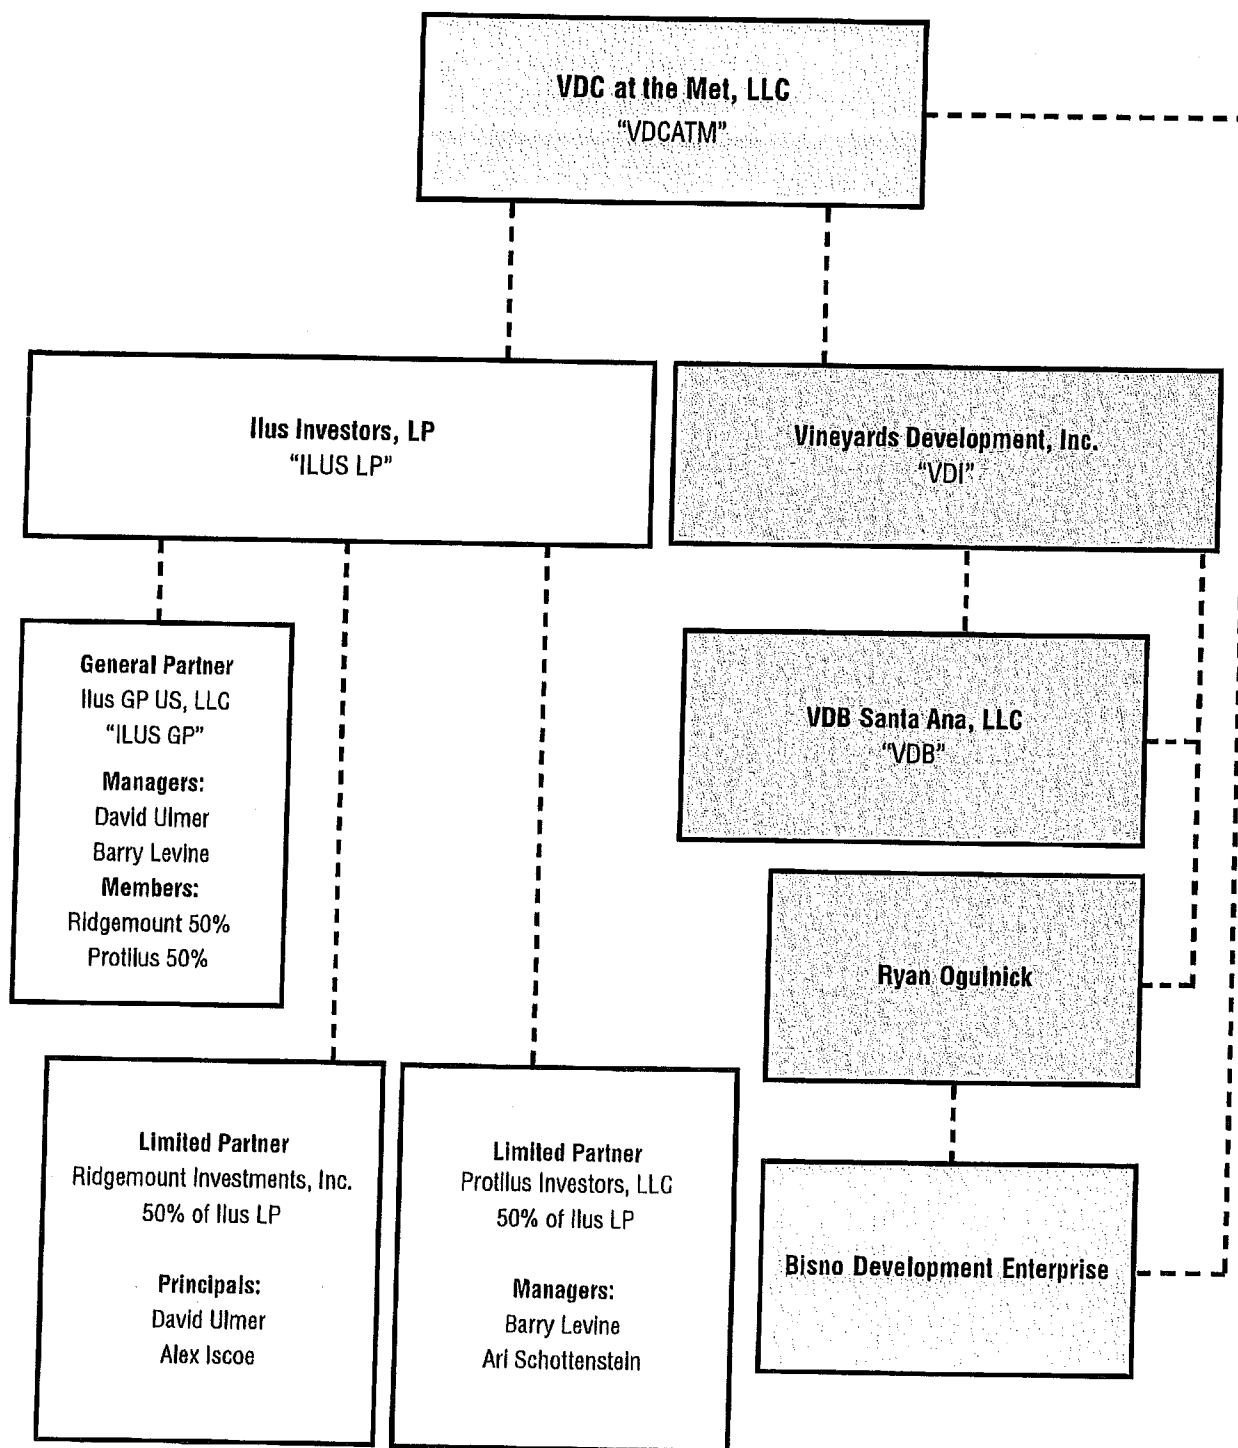 VDC at the Met, LLC
“VDCATM”
Ilus Investors, LP
“ILUS LP”
Vineyards Development, Inc.
“VDI”
General Partner
Ilus GP US, LLC
“ILUS GP”
Managers:
David Ulmer
Barry Levine
Members:
Ridgemount 50%
Protilus 50%
VDB Santa Ana, LLC
“VDB”
Ryan Ogulnick
Limited Partner
Ridgemount Investments, Inc.
50% of Ilus LP
Principals:
David Ulmer
Alex Iscoe
Limited Partner
Protilus Investors, LLC
50% of Ilus LP
Managers:
Barry Levine
Ari Schottenstein
Bisno Development Enterprise